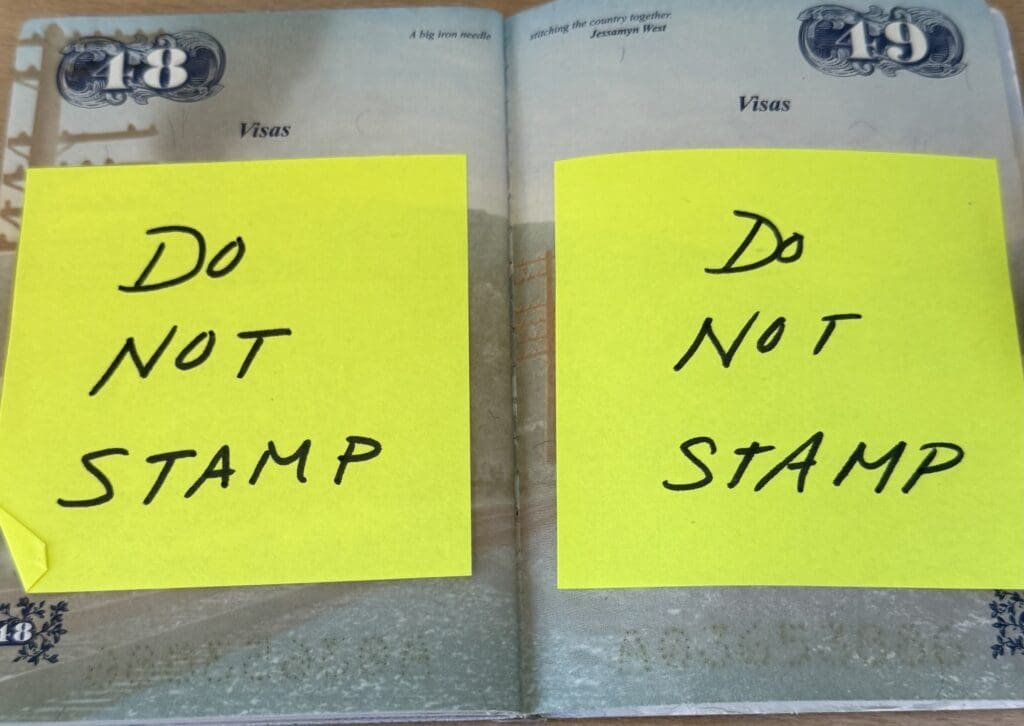 48
A big iron needle
Visas
DO
NOT
STAMP
48
49
stitching the country together.
Jessamyn West
Visas
DO
NOT
STAMP